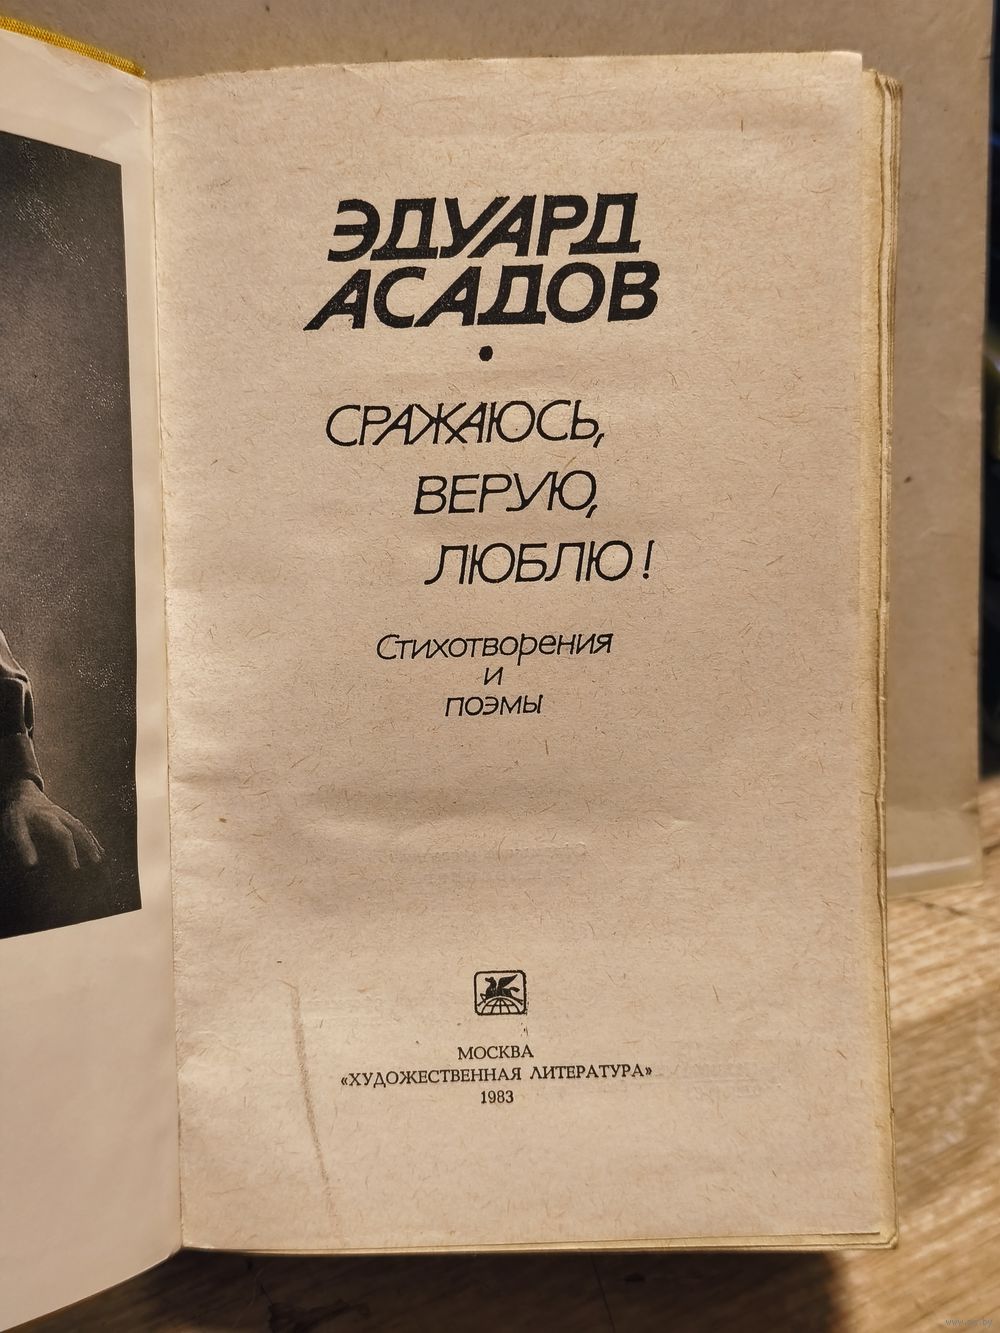 ЭДУАРД
АСАДОВ
•
СРАЖАЮСЬ,
ВЕРУЮ,
ЛЮБЛЮ!
Стихотворения
и
поэмы
МОСКВА
«ХУДОЖЕСТВЕННАЯ ЛИТЕРАТУРА»
1983